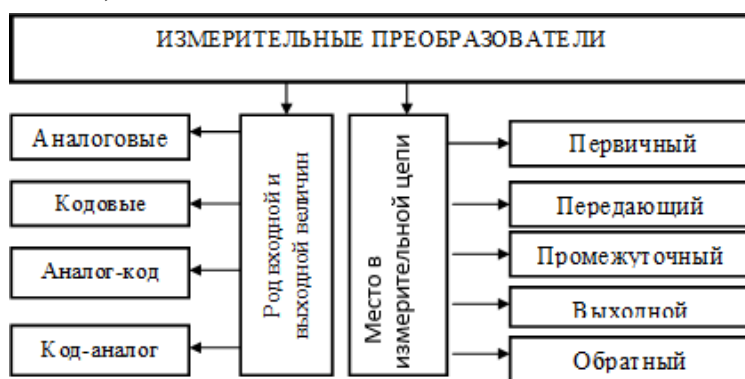 ИЗМЕРИТЕЛЬНЫЕ ПРЕОБРАЗОВАТЕЛИ
Аналоговые
Кодовые
Аналог-код
Код-аналог
Род входной и
выходной величин
Место в
измерительной цепи
Первичный
Передающий
Промежуточный
Выходной
Обратный